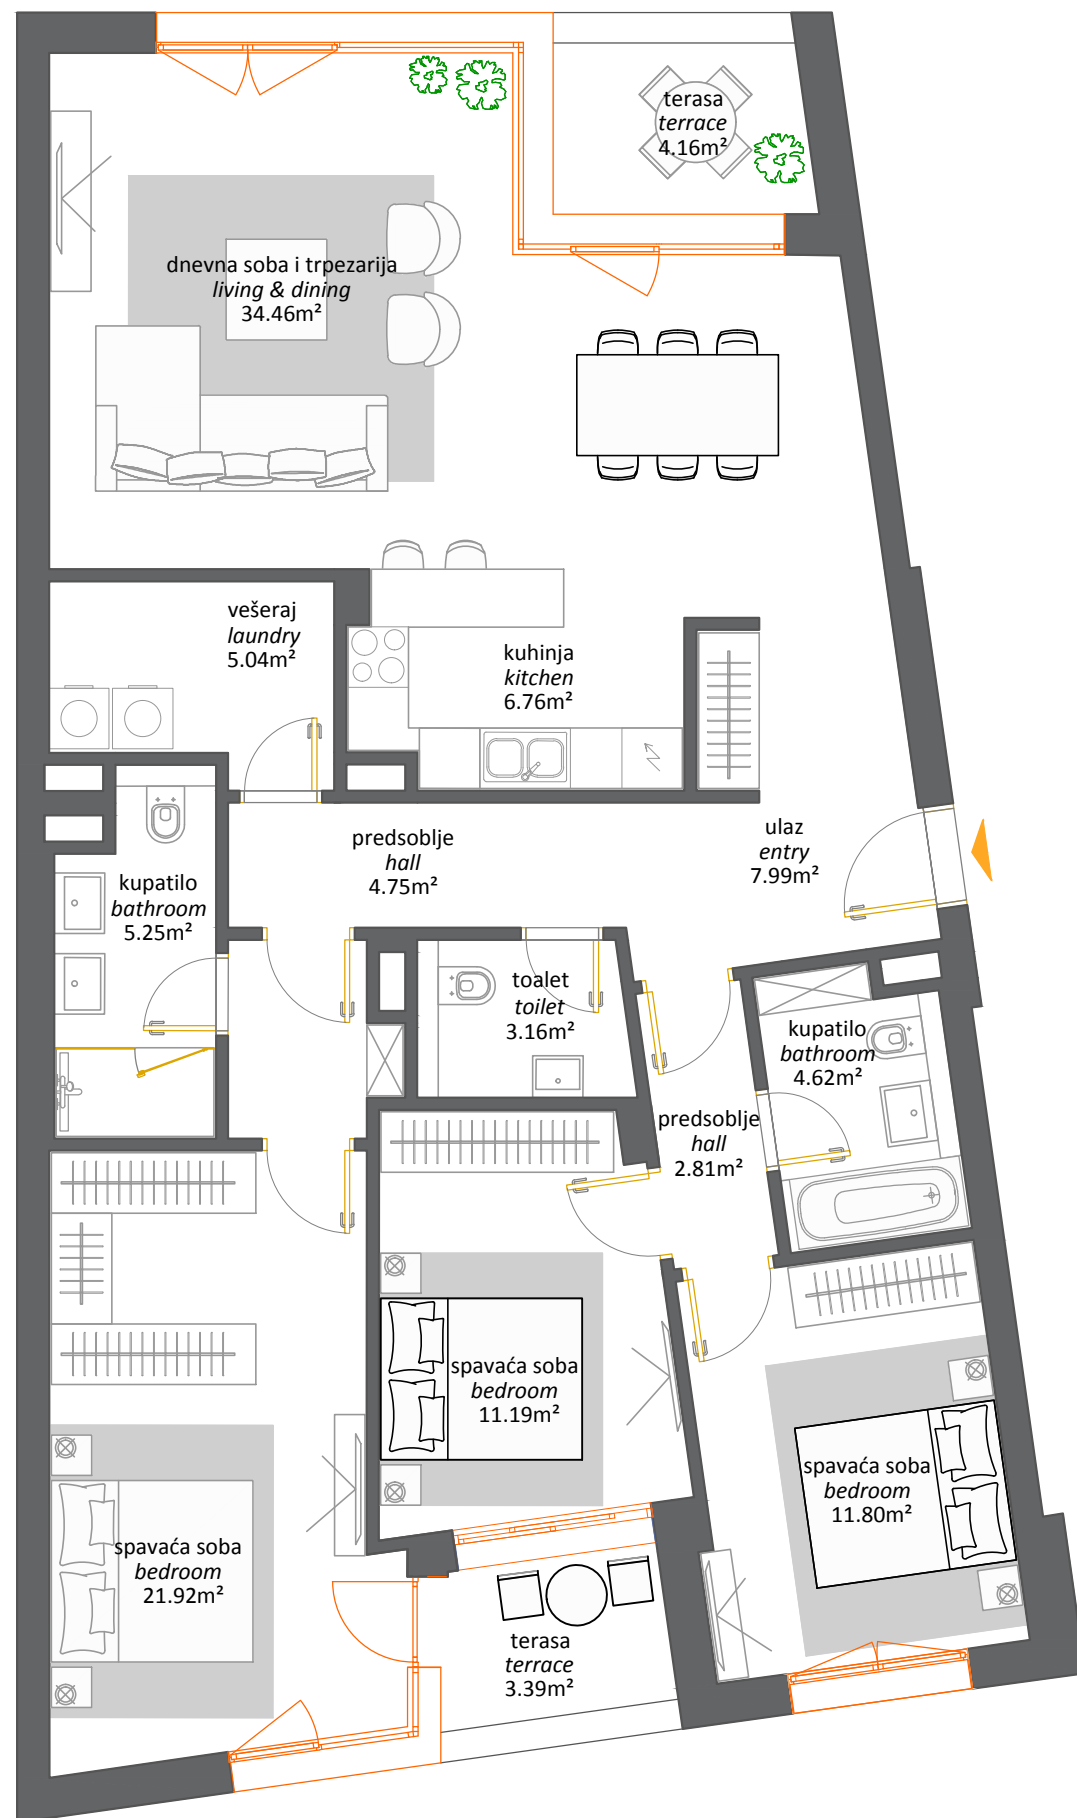 terasa
terrace
4.16m²
dnevna soba i trpezarija
living & dining
34.46m²
vešeraj
laundry
5.04m²
kuhinja
kitchen
6.76m²
predsoblje
hall
4.75m²
ulaz
entry
7.99m²
kupatilo
bathroom
5.25m²
toalet
toilet
3.16m²
kupatilo
bathroom
4.62m²
predsoblje
hall
2.81m²
spavaća soba
bedroom
11.19m²
spavaća soba
bedroom
11.80m²
spavaća soba
bedroom
21.92m²
terasa
terrace
3.39m²